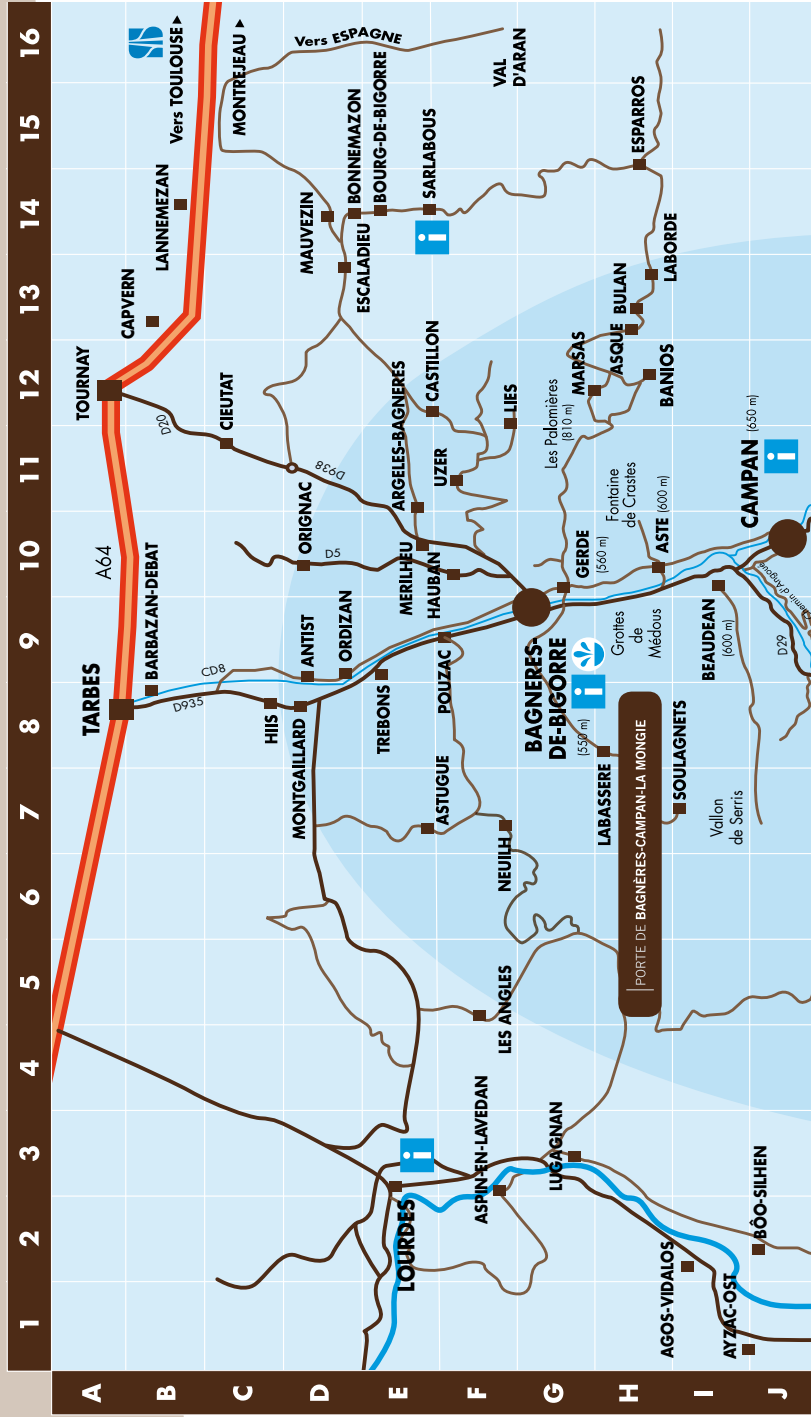 16
15
14
13
12
11
10
9
8
7
6
5
4
3
2
1
A
B
C
D
E
F
G
H
I
J
Vers TOULOUSE
MONTREJEAU
Vers ESPAGNE
VAL
D'ARAN
LANNEMEZAN
CAPVERN
TOURNAY
MAUVEZIN
BONNEMAZON
BOURG-DE-BIGORRE
SARLABOUS
i
ESCALADIEU
ESPARROS
LABORDE
BULAN
ASQUE
MARSAS
BANIOS
CASTILLON
LIES
ARGELES-BAGNERES
UZER
Les Palomières
(810 m)
CIEUTAT
D20
D938
A64
ORIGNAC
D5
MERILHEU
HAUBAN
GERDE
(560 m)
Fontaine
de Crastes
ASTE (600 m)
CAMPAN (650 m)
i
Chemin d'Angoué
D29
BARBAZAN-DEBAT
TARBES
CD8
D935
ANTIST
ORDIZAN
HIIS
MONTGAILLARD
TREBONS
POUZAC
BAGNERES-
DE-BIGORRE
(550 m)
i
Grottes
de
Médous
BEAUDEAN
(600 m)
ASTUGUE
NEUILH
LABASSERE
SOULAGNETS
Vallon
de Serris
PORTE DE BAGNÈRES-CAMPAN-LA MONGIE
LES ANGLES
ASPIN-EN-LAVEDAN
LUGAGNAN
i
LOURDES
AGOS-VIDALOS
AYZAC-OST
BÔO-SILHEN